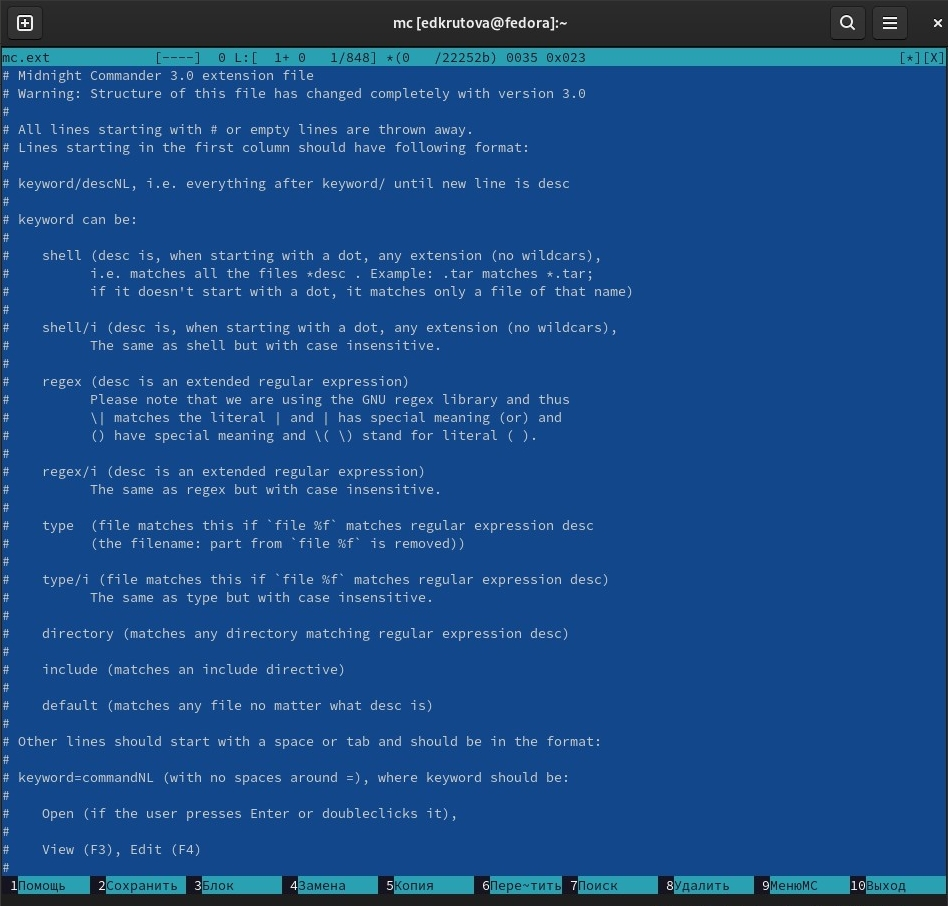 mc [edkrutova@fedora]:~
mc.ext [----] 0 L:[ 1+ 0 1/848] *(0 /22252b) 0035 0x023 [*][X]
# Midnight Commander 3.0 extension file
# Warning: Structure of this file has changed completely with version 3.0
#
# All lines starting with # or empty lines are thrown away.
# Lines starting in the first column should have following format:
#
# keyword/descNL, i.e. everything after keyword/ until new line is desc
#
# keyword can be:
#
#    shell (desc is, when starting with a dot, any extension (no wildcars),
#          i.e. matches all the files *desc . Example: .tar matches *.tar;
#          if it doesn't start with a dot, it matches only a file of that name)
#
#    shell/i (desc is, when starting with a dot, any extension (no wildcars),
#          The same as shell but with case insensitive.
#
#    regex (desc is an extended regular expression)
#          Please note that we are using the GNU regex library and thus
#          \| matches the literal | and | has special meaning (or) and
#          () have special meaning and \( \) stand for literal ( ).
#
#    regex/i (desc is an extended regular expression)
#          The same as regex but with case insensitive.
#
#    type  (file matches this if `file %f` matches regular expression desc
#          (the filename: part from `file %f` is removed))
#
#    type/i (file matches this if `file %f` matches regular expression desc)
#          The same as type but with case insensitive.
#
#    directory (matches any directory matching regular expression desc)
#
#    include (matches an include directive)
#
#    default (matches any file no matter what desc is)
#
# Other lines should start with a space or tab and should be in the format:
#
# keyword=commandNL (with no spaces around =), where keyword should be:
#
#    Open (if the user presses Enter or doubleclicks it),
#
#    View (F3), Edit (F4)
#
1Помощь 2Сохранить 3Блок 4Замена 5Копия 6Пере~тить 7Поиск 8Удалить 9МенюMC 10Выход